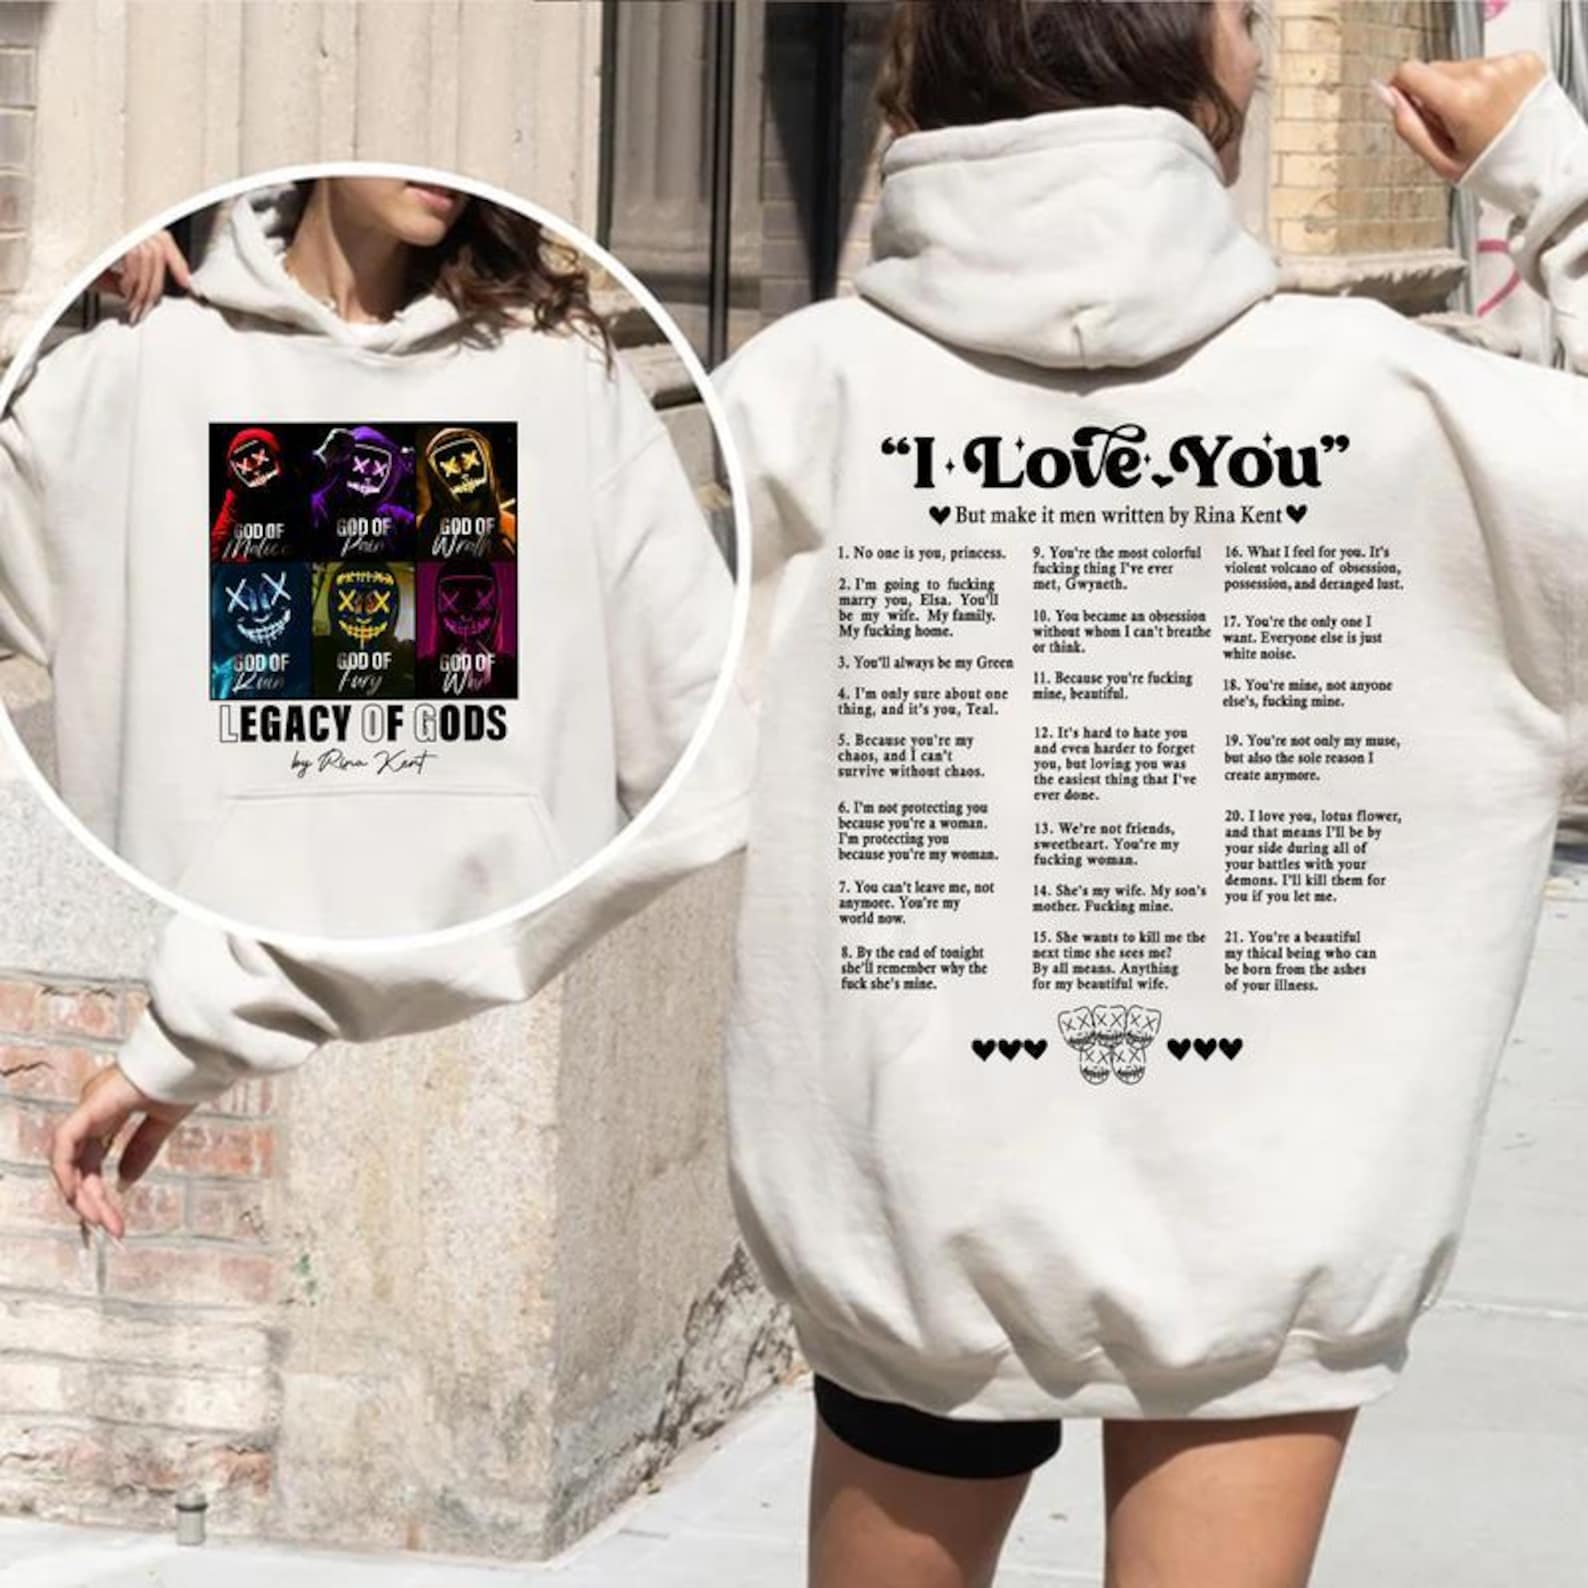 GOD OF
Malice
GOD OF
Pain
GOD OF
Wrath
GOD OF
Ruin
GOD OF
Fury
GOD OF
War
LEGACY OF GODS
by Rina Kent
“I Love You”
But make it men written by Rina Kent
1. No one is you, princess.
2. I'm going to fucking
marry you, Elsa. You'll
be my wife. My family.
My fucking home.
3. You'll always be my Green
4. I'm only sure about one
thing, and it's you, Teal.
5. Because you're my
chaos, and I can't
survive without chaos.
6. I'm not protecting you
because you're a woman.
I'm protecting you
because you're my woman.
7. You can't leave me, not
anymore. You're my
world now.
8. By the end of tonight
she'll remember why the
fuck she's mine.
9. You're the most colorful
fucking thing I've ever
met, Gwyneth.
10. You became an obsession
without whom I can't breathe
or think.
11. Because you're fucking
mine, beautiful.
12. It's hard to hate you
and even harder to forget
you, but loving you was
the easiest thing that I've
ever done.
13. We're not friends,
sweetheart. You're my
fucking woman.
14. She's my wife. My son's
mother. Fucking mine.
15. She wants to kill me the
next time she sees me?
By all means. Anything
for my beautiful wife.
16. What I feel for you. It's
violent volcano of obsession,
possession, and deranged lust.
17. You're the only one I
want. Everyone else is just
white noise.
18. You're mine, not anyone
else's, fucking mine.
19. You're not only my muse,
but also the sole reason I
create anymore.
20. I love you, lotus flower,
and that means I'll be by
your side during all of
your battles with your
demons. I'll kill them for
you if you let me.
21. You're a beautiful
my thical being who can
be born from the ashes
of your illness.